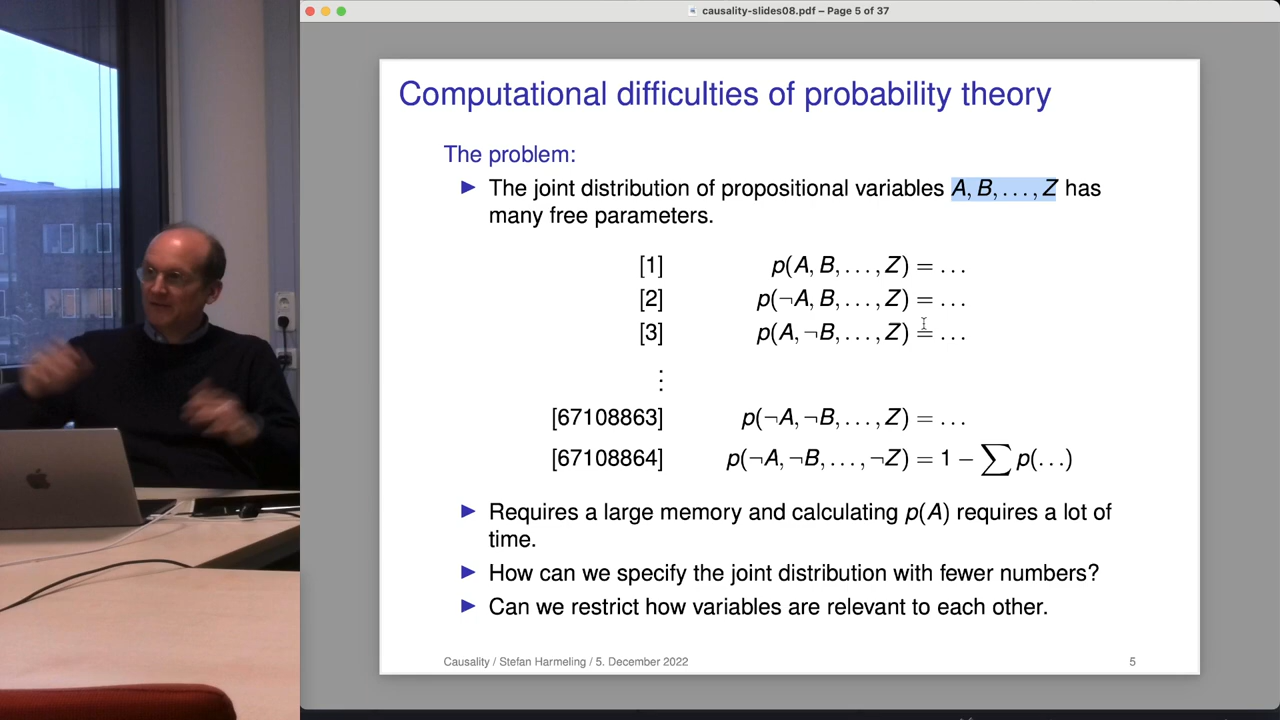 causality-slides08.pdf – Page 5 of 37
Computational difficulties of probability theory
The problem:
► The joint distribution of propositional variables A, B, . . . , Z has
many free parameters.
[1] p(A, B, . . . , Z) = . . .
[2] p(¬A, B, . . . , Z) = . . .
[3] p(A, ¬B, . . . , Z) = . . .
⋮
[67108863] p(¬A, ¬B, . . . , Z) = . . .
[67108864] p(¬A, ¬B, . . . , ¬Z) = 1 − ∑ p(. . .)
► Requires a large memory and calculating p(A) requires a lot of
time.
► How can we specify the joint distribution with fewer numbers?
► Can we restrict how variables are relevant to each other.
Causality / Stefan Harmeling / 5. December 2022 5